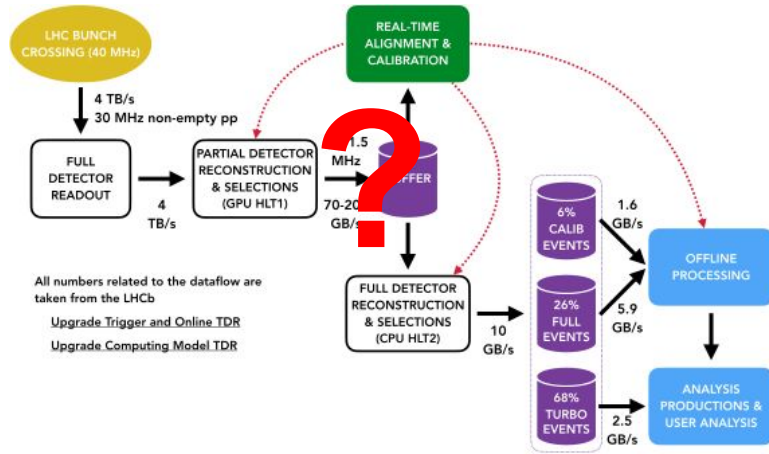 LHC BUNCH
CROSSING (40 MHz)
REAL-TIME
ALIGNMENT &
CALIBRATION
4 TB/s
30 MHz non-empty pp
FULL
DETECTOR
READOUT
4
TB/s
PARTIAL DETECTOR
RECONSTRUCTION
& SELECTIONS
(GPU HLT1)
1.5
MHz
?
6%
CALIB
EVENTS
1.6
GB/s
OFFLINE
PROCESSING
All numbers related to the dataflow are
taken from the LHCb
Upgrade Trigger and Online TDR
Upgrade Computing Model TDR
FULL DETECTOR
RECONSTRUCTION
& SELECTIONS
(CPU HLT2)
10
GB/s
26%
FULL
EVENTS
5.9
GB/s
68%
TURBO
EVENTS
2.5
GB/s
ANALYSIS
PRODUCTIONS &
USER ANALYSIS